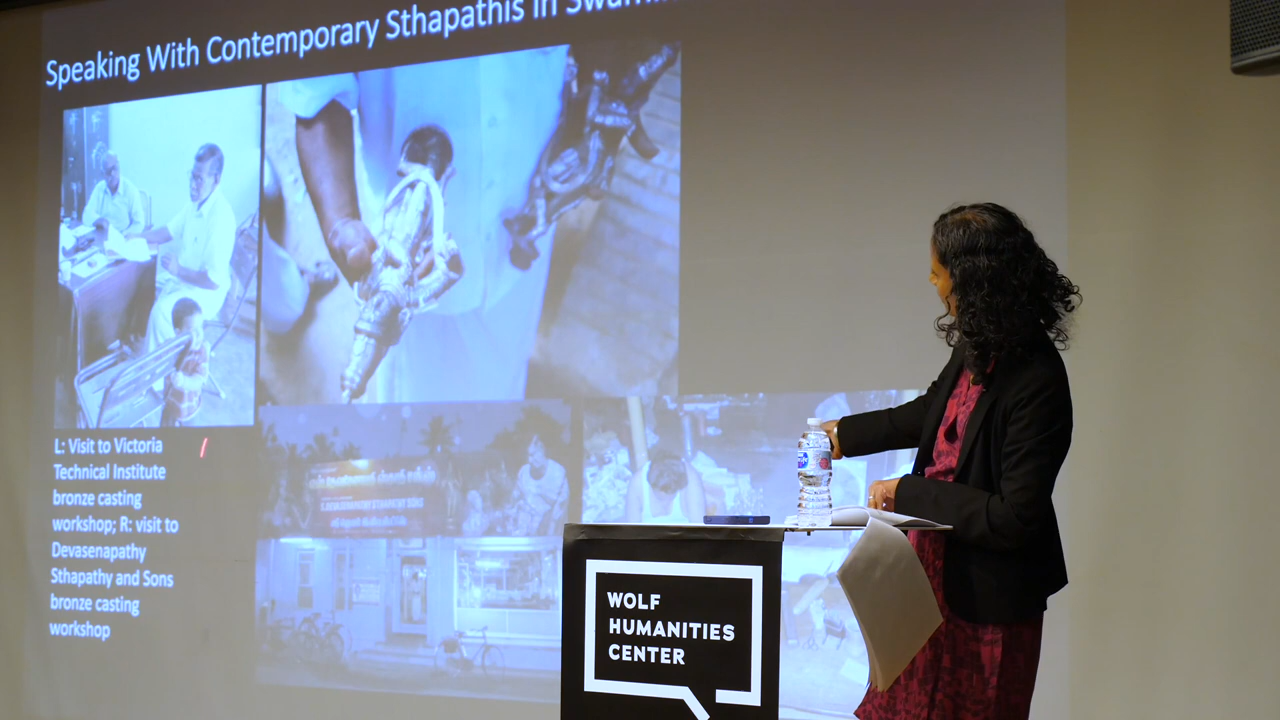 Speaking With Contemporary Sthapathis in
L: Visit to Victoria
Technical Institute
bronze casting
workshop; R: visit to
Devasenapathy
Sthapathy and Sons
bronze casting
workshop
WOLF
HUMANITIES
CENTER